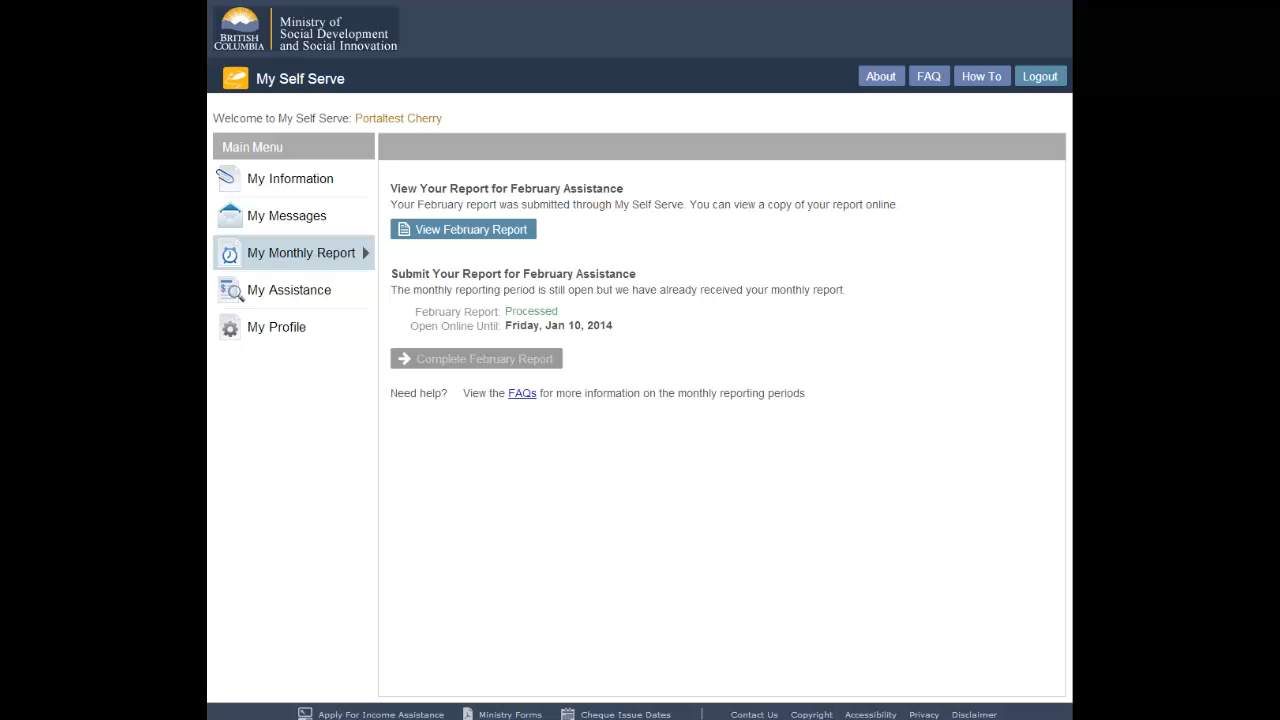 BRITISH
COLUMBIA
Ministry of
Social Development
and Social Innovation
My Self Serve
About
FAQ
How To
Logout
Welcome to My Self Serve: Portaltest Cherry
Main Menu
My Information
My Messages
My Monthly Report
My Assistance
My Profile
View Your Report for February Assistance
Your February report was submitted through My Self Serve. You can view a copy of your report online.
View February Report
Submit Your Report for February Assistance
The monthly reporting period is still open but we have already received your monthly report.
February Report: Processed
Open Online Until: Friday, Jan 10, 2014
Complete February Report
Need help? View the FAQs for more information on the monthly reporting periods
Apply For Income Assistance
Ministry Forms
Cheque Issue Dates
Contact Us
Copyright
Accessibility
Privacy
Disclaimer